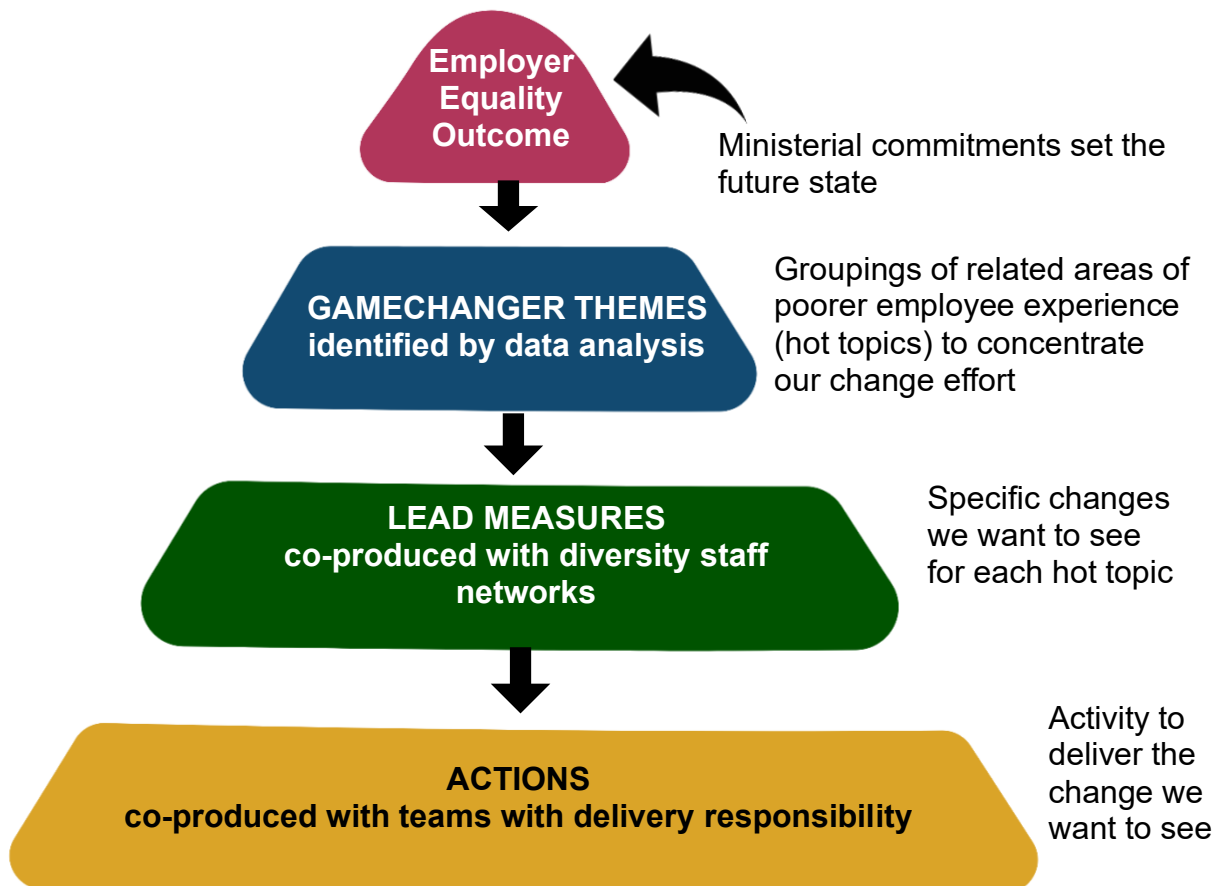 Employer
Equality
Outcome
Ministerial commitments set the
future state
GAMECHANGER THEMES
identified by data analysis
Groupings of related areas of
poorer employee experience
(hot topics) to concentrate
our change effort
LEAD MEASURES
co-produced with diversity staff
networks
Specific changes
we want to see
for each hot topic
ACTIONS
co-produced with teams with delivery responsibility
Activity to
deliver the
change we
want to see